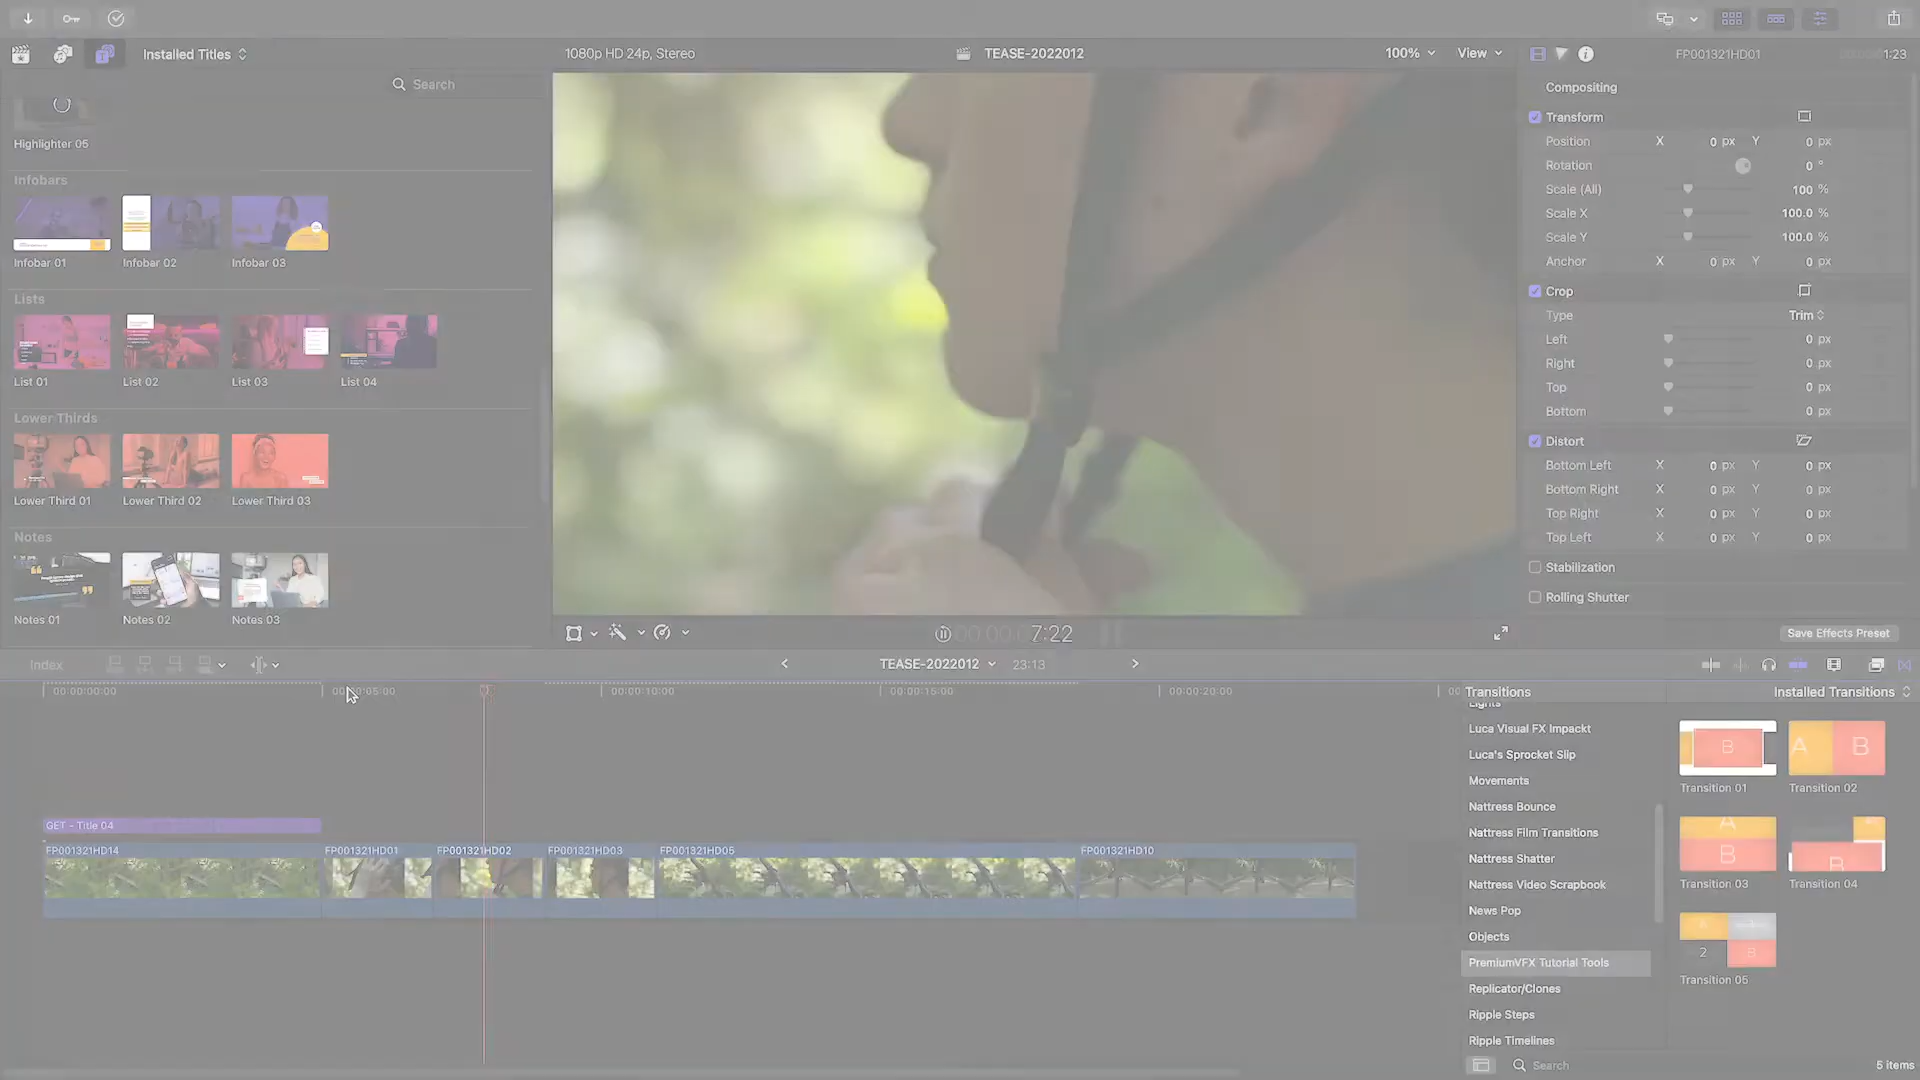 Installed Titles
1080p HD 24p, Stereo
TEASE-2022012
100%
View
FP001321HD01
1:23
Search
Highlighter 05
Infobars
Infobar 01
Infobar 02
Infobar 03
Lists
List 01
List 02
List 03
List 04
Lower Thirds
Lower Third 01
Lower Third 02
Lower Third 03
Notes
Notes 01
Notes 02
Notes 03
Compositing
Transform
Position X 0 px Y 0 px
Rotation 0 °
Scale (All) 100 %
Scale X 100.0 %
Scale Y 100.0 %
Anchor X 0 px Y 0 px
Crop
Type Trim
Left 0 px
Right 0 px
Top 0 px
Bottom 0 px
Distort
Bottom Left X 0 px Y 0 px
Bottom Right X 0 px Y 0 px
Top Right X 0 px Y 0 px
Top Left X 0 px Y 0 px
Stabilization
Rolling Shutter
Save Effects Preset
7:22
Index
TEASE-2022012
23:13
00:00:00:00
00:00:05:00
00:00:10:00
00:00:15:00
00:00:20:00
GET - Title 04
FP001321HD14
FP001321HD01
FP001321HD02
FP001321HD03
FP001321HD05
FP001321HD10
Transitions
Installed Transitions
Lights
Luca Visual FX Impackt
Luca's Sprocket Slip
Movements
Nattress Bounce
Nattress Film Transitions
Nattress Shatter
Nattress Video Scrapbook
News Pop
Objects
PremiumVFX Tutorial Tools
Replicator/Clones
Ripple Steps
Ripple Timelines
B
Transition 01
A B
Transition 02
A
B
Transition 03
B
Transition 04
2 B
Transition 05
Search
5 items